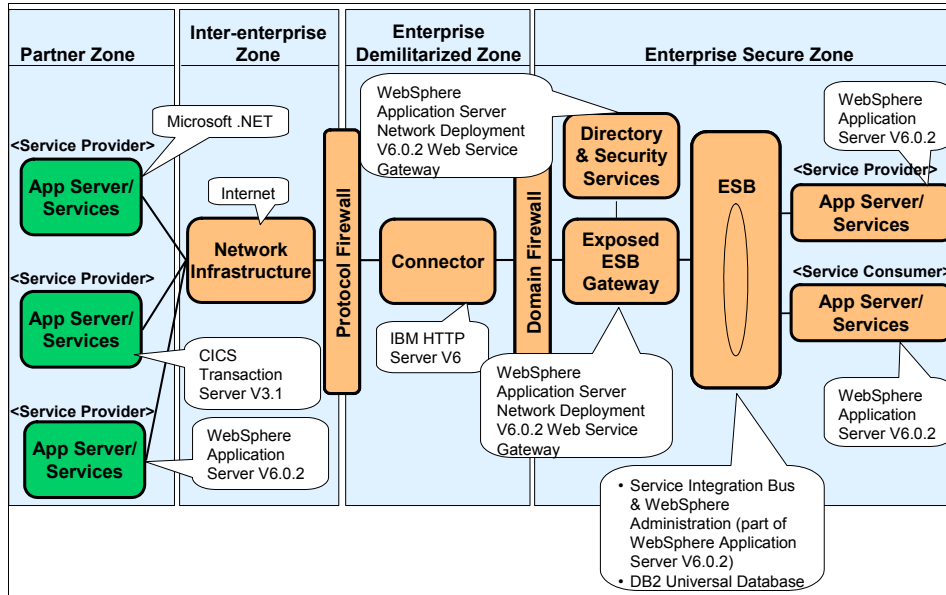 Partner Zone
Inter-enterprise
Zone
Enterprise
Demilitarized Zone
Enterprise Secure Zone
<Service Provider>
App Server/
Services
Microsoft .NET
<Service Provider>
App Server/
Services
CICS
Transaction
Server V3.1
<Service Provider>
App Server/
Services
WebSphere
Application
Server V6.0.2
Internet
Network
Infrastructure
Protocol Firewall
Connector
IBM HTTP
Server V6
WebSphere
Application Server
Network Deployment
V6.0.2 Web Service
Gateway
Domain Firewall
Directory
& Security
Services
Exposed
ESB
Gateway
WebSphere
Application Server
Network Deployment
V6.0.2 Web Service
Gateway
ESB
• Service Integration Bus
& WebSphere
Administration (part of
WebSphere Application
Server V6.0.2)
• DB2 Universal Database
WebSphere
Application
Server V6.0.2
<Service Provider>
App Server/
Services
<Service Consumer>
App Server/
Services
WebSphere
Application
Server V6.0.2